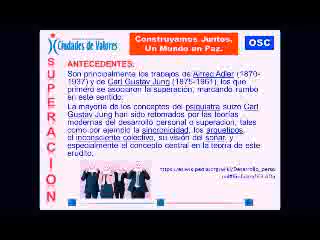 Ciudades de Valores
Construyamos Juntos.
Un Mundo en Paz.
OSC
SUPERACION
ANTECEDENTES:
Son principalmente los trabajos de Alfred Adler (1870-
1937) y de Carl Gustav Jung (1875-1961), los que
primero se asociaron la superación, marcando rumbo
en este sentido.
La mayoría de los conceptos del psiquiatra suizo Carl
Gustav Jung han sido retomados por las teorías
modernas del desarrollo personal o superación, tales
como por ejemplo la sincronicidad, los arquetipos,
el inconsciente colectivo, su visión del soñar, y
especialmente el concepto central en la teoría de este
erudito.